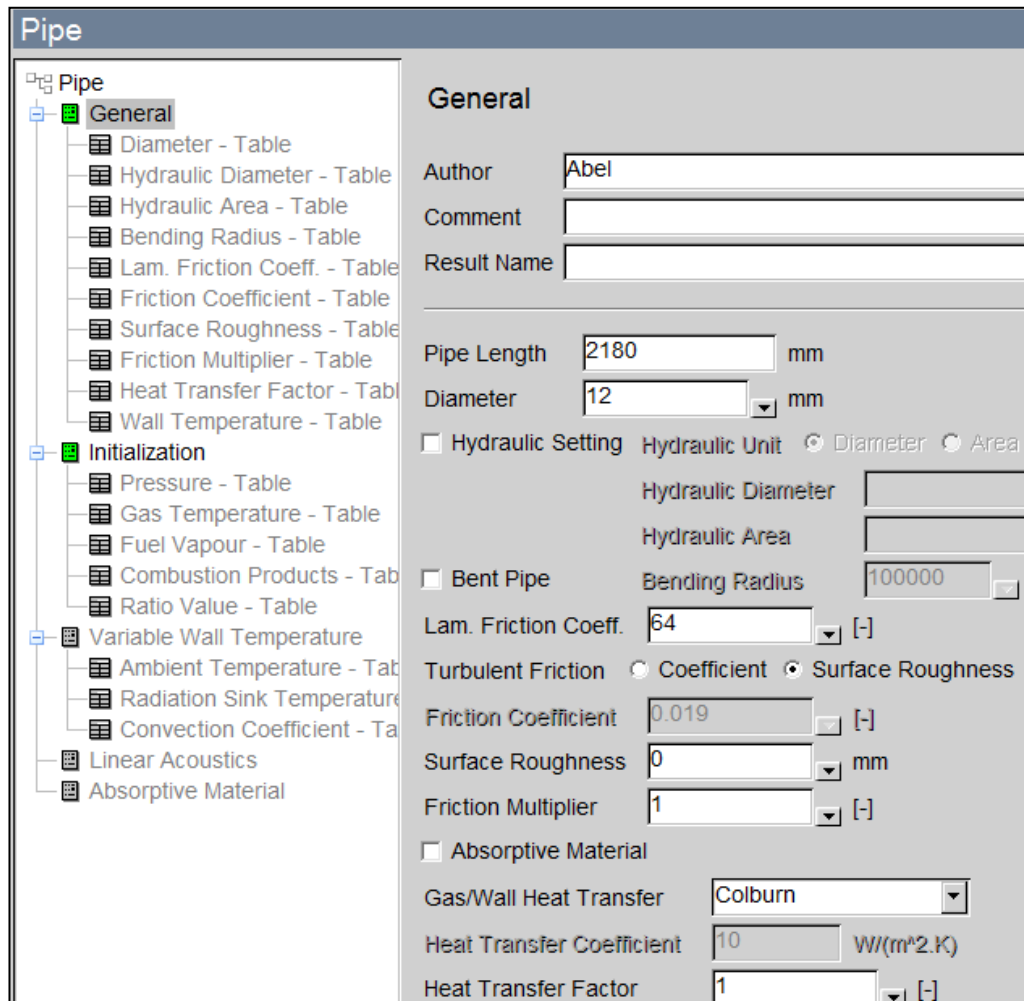 Pipe
Pipe
General
Diameter - Table
Hydraulic Diameter - Table
Hydraulic Area - Table
Bending Radius - Table
Lam. Friction Coeff. - Table
Friction Coefficient - Table
Surface Roughness - Table
Friction Multiplier - Table
Heat Transfer Factor - Tabl
Wall Temperature - Table
Initialization
Pressure - Table
Gas Temperature - Table
Fuel Vapour - Table
Combustion Products - Tab
Ratio Value - Table
Variable Wall Temperature
Ambient Temperature - Tab
Radiation Sink Temperature
Convection Coefficient - Ta
Linear Acoustics
Absorptive Material
General
Author Abel
Comment
Result Name
Pipe Length 2180 mm
Diameter 12 mm
Hydraulic Setting Hydraulic Unit Diameter Area
Hydraulic Diameter
Hydraulic Area
Bent Pipe Bending Radius 100000
Lam. Friction Coeff. 64 [-]
Turbulent Friction Coefficient Surface Roughness
Friction Coefficient 0.019 [-]
Surface Roughness 0 mm
Friction Multiplier 1 [-]
Absorptive Material
Gas/Wall Heat Transfer Colburn
Heat Transfer Coefficient 10 W/(m^2.K)
Heat Transfer Factor 1 [-]